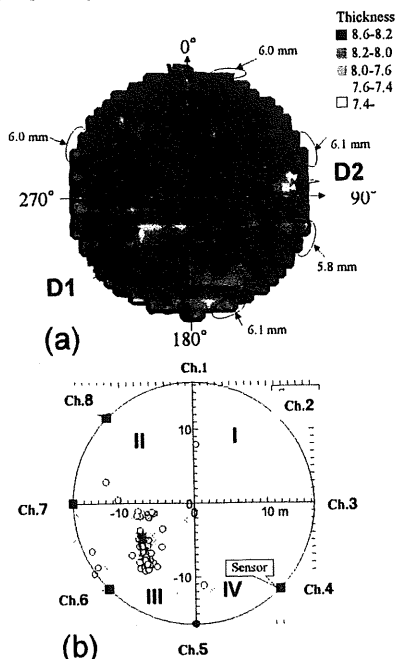 Thickness
8.6-8.2
8.2-8.0
8.0-7.6
7.6-7.4
7.4-
0°
6.0 mm
6.0 mm
6.1 mm
D2
270°
90°
5.8 mm
D1
6.1 mm
180°
(a)
Ch.1
Ch.8
Ch.2
II
I
10
Ch.7
-10
0
0
10 m
Ch.3
Sensor
-10
Ch.6
III
IV
Ch.4
(b)
Ch.5